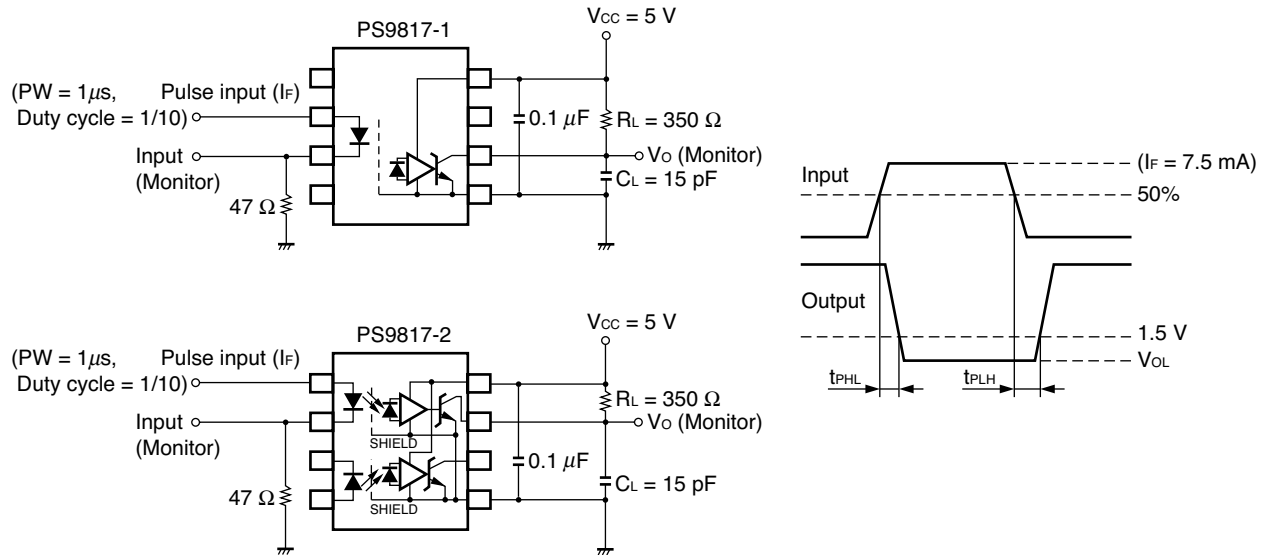 VCC = 5 V
PS9817-1
(PW = 1μs, Pulse input (IF)
Duty cycle = 1/10)
0.1 μF
RL = 350 Ω
Input
(Monitor)
VO (Monitor)
CL = 15 pF
47 Ω
VCC = 5 V
PS9817-2
(PW = 1μs, Pulse input (IF)
Duty cycle = 1/10)
RL = 350 Ω
Input
(Monitor)
VO (Monitor)
SHIELD
0.1 μF
CL = 15 pF
47 Ω
SHIELD
Input
(IF = 7.5 mA)
50%
Output
1.5 V
VOL
tPHL
tPLH